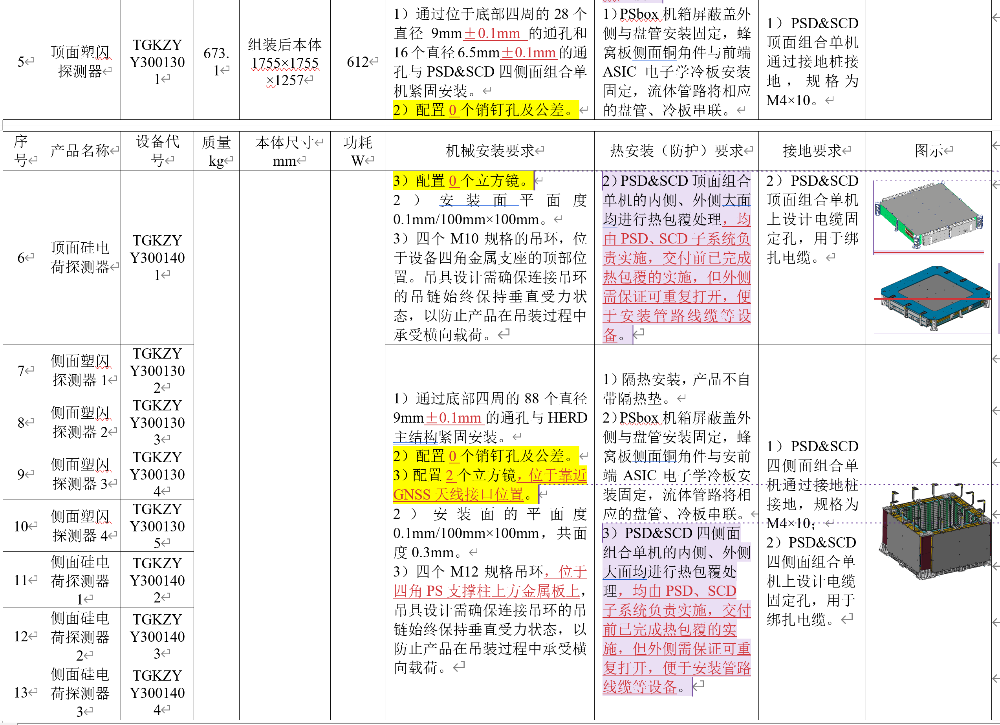 5
顶面塑闪
探测器
TGKZY
Y300130
1
673.
1
组装后本体
1755×1755
×1257
612
1）通过位于底部四周的 28 个
直径 9mm±0.1mm 的通孔和
16 个直径 6.5mm±0.1mm 的通
孔与 PSD&SCD 四侧面组合单
机紧固安装。
2）配置 0 个销钉孔及公差。
1）PSbox 机箱屏蔽盖外
侧与盘管安装固定，蜂
窝板侧面铜角件与前端
ASIC 电子学冷板安装
固定，流体管路将相应
的盘管、冷板串联。
1）PSD&SCD
顶面组合单机
通过接地桩接
地，规格为
M4×10。
序
号
产品名称
设备代
号
质量
kg
本体尺寸
mm
功耗
W
机械安装要求
热安装（防护）要求
接地要求
图示
6
顶面硅电
荷探测器
TGKZY
Y300140
1
3）配置 0 个立方镜。
2）安装面平面度
0.1mm/100mm×100mm。
3）四个 M10 规格的吊环，位
于设备四角金属支座的顶部位
置。吊具设计需确保连接吊环
的吊链始终保持垂直受力状
态，以防止产品在吊装过程中
承受横向载荷。
2）PSD&SCD 顶面组合
单机的内侧、外侧大面
均进行热包覆处理，均
由 PSD、SCD 子系统负
责实施，交付前已完成
热包覆的实施，但外侧
需保证可重复打开，便
于安装管路线缆等设
备。
2）PSD&SCD
顶面组合单机
上设计电缆固
定孔，用于绑
扎电缆。
7
侧面塑闪
探测器 1
TGKZY
Y300130
2
8
侧面塑闪
探测器 2
TGKZY
Y300130
3
9
侧面塑闪
探测器 3
TGKZY
Y300130
4
10
侧面塑闪
探测器 4
TGKZY
Y300130
5
11
侧面硅电
荷探测器
1
TGKZY
Y300140
2
12
侧面硅电
荷探测器
2
TGKZY
Y300140
3
13
侧面硅电
荷探测器
3
TGKZY
Y300140
4
1）通过底部四周的 88 个直径
9mm±0.1mm 的通孔与 HERD
主结构紧固安装。
2）配置 0 个销钉孔及公差。
3）配置 2 个立方镜，位于靠近
GNSS 天线接口位置。
2）安装面的平面度
0.1mm/100mm×100mm，共面
度 0.3mm。
3）四个 M12 规格吊环，位于
四角 PS 支撑柱上方金属板上，
吊具设计需确保连接吊环的吊
链始终保持垂直受力状态，以
防止产品在吊装过程中承受横
向载荷。
1）隔热安装，产品不自
带隔热垫。
2）PSbox 机箱屏蔽盖外
侧与盘管安装固定，蜂
窝板侧面铜角件与安前
端 ASIC 电子学冷板安
装固定，流体管路将相
应的盘管、冷板串联。
3）PSD&SCD 四侧面
组合单机的内侧、外侧
大面均进行热包覆处
理，均由 PSD、SCD
子系统负责实施，交付
前已完成热包覆的实
施，但外侧需保证可重
复打开，便于安装管路
线缆等设备。
1）PSD&SCD
四侧面组合单
机通过接地桩
接地，规格为
M4×10；
2）PSD&SCD
四侧面组合单
机上设计电缆
固定孔，用于
绑扎电缆。